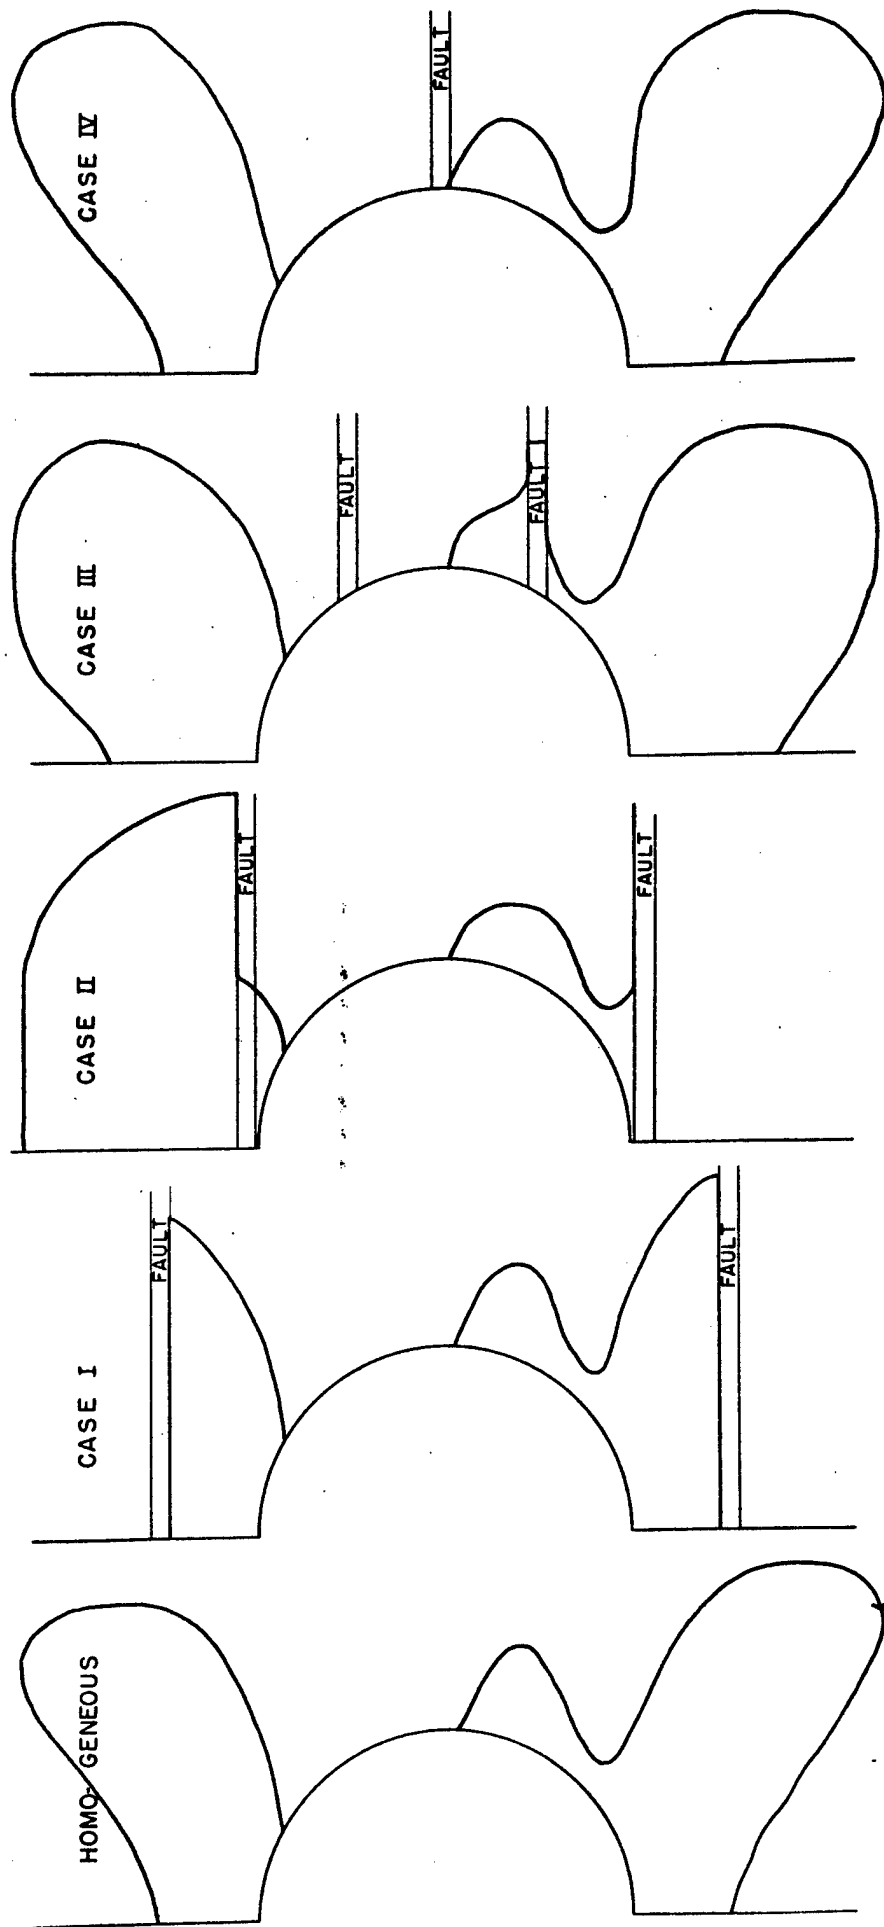 HOMO- GENEOUS
CASE I
FAULT
FAULT
CASE II
FAULT
FAULT
CASE III
FAULT
FAULT
CASE IV
FAULT